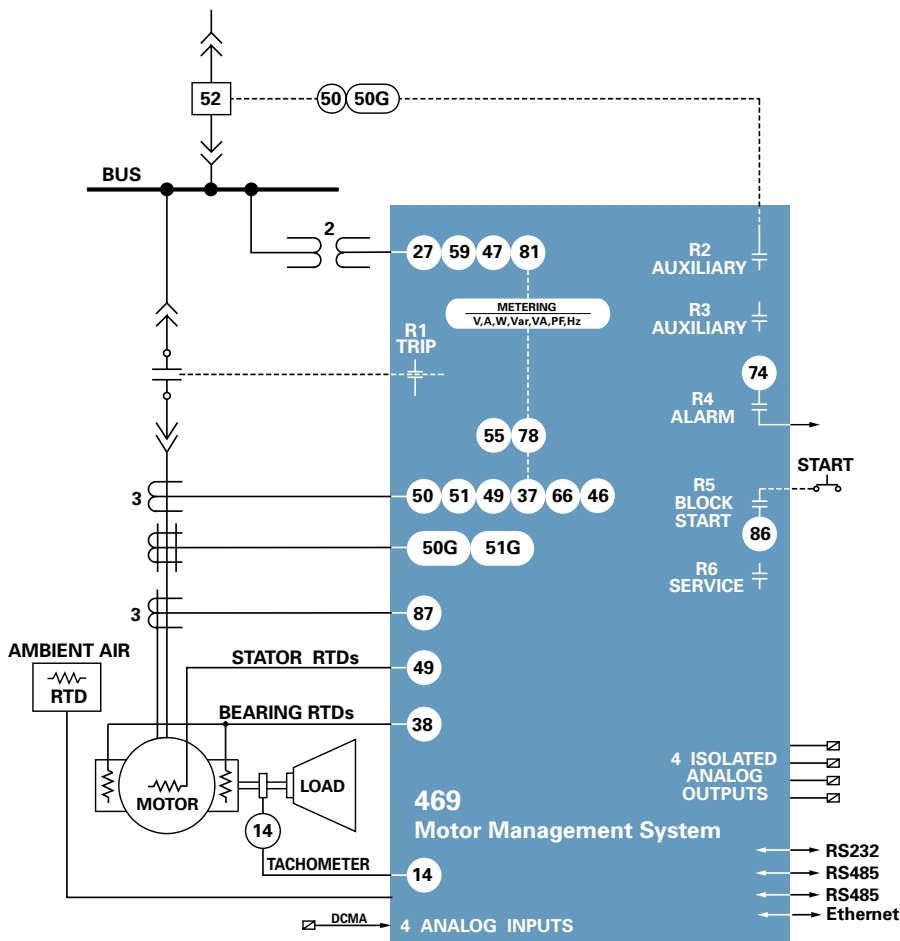 52
50 50G
BUS
2
27 59 47 81
R2
AUXILIARY
METERING
V,A,W,Var,VA,PF,Hz
R3
AUXILIARY
R1
TRIP
74
R4
ALARM
55 78
START
3
50 51 49 37 66 46
R5
BLOCK
START
86
50G 51G
R6
SERVICE
3
87
AMBIENT AIR
RTD
STATOR RTDs
49
BEARING RTDs
38
MOTOR
LOAD
4 ISOLATED
ANALOG
OUTPUTS
469
Motor Management System
14
TACHOMETER
14
RS232
RS485
RS485
Ethernet
DCMA
4 ANALOG INPUTS